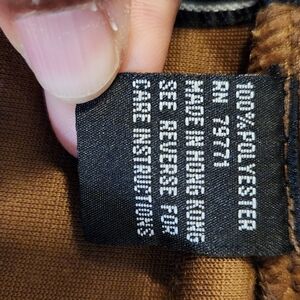 100% POLYESTER
RN 79771
MADE IN HONG KONG
SEE REVERSE FOR
CARE INSTRUCTIONS